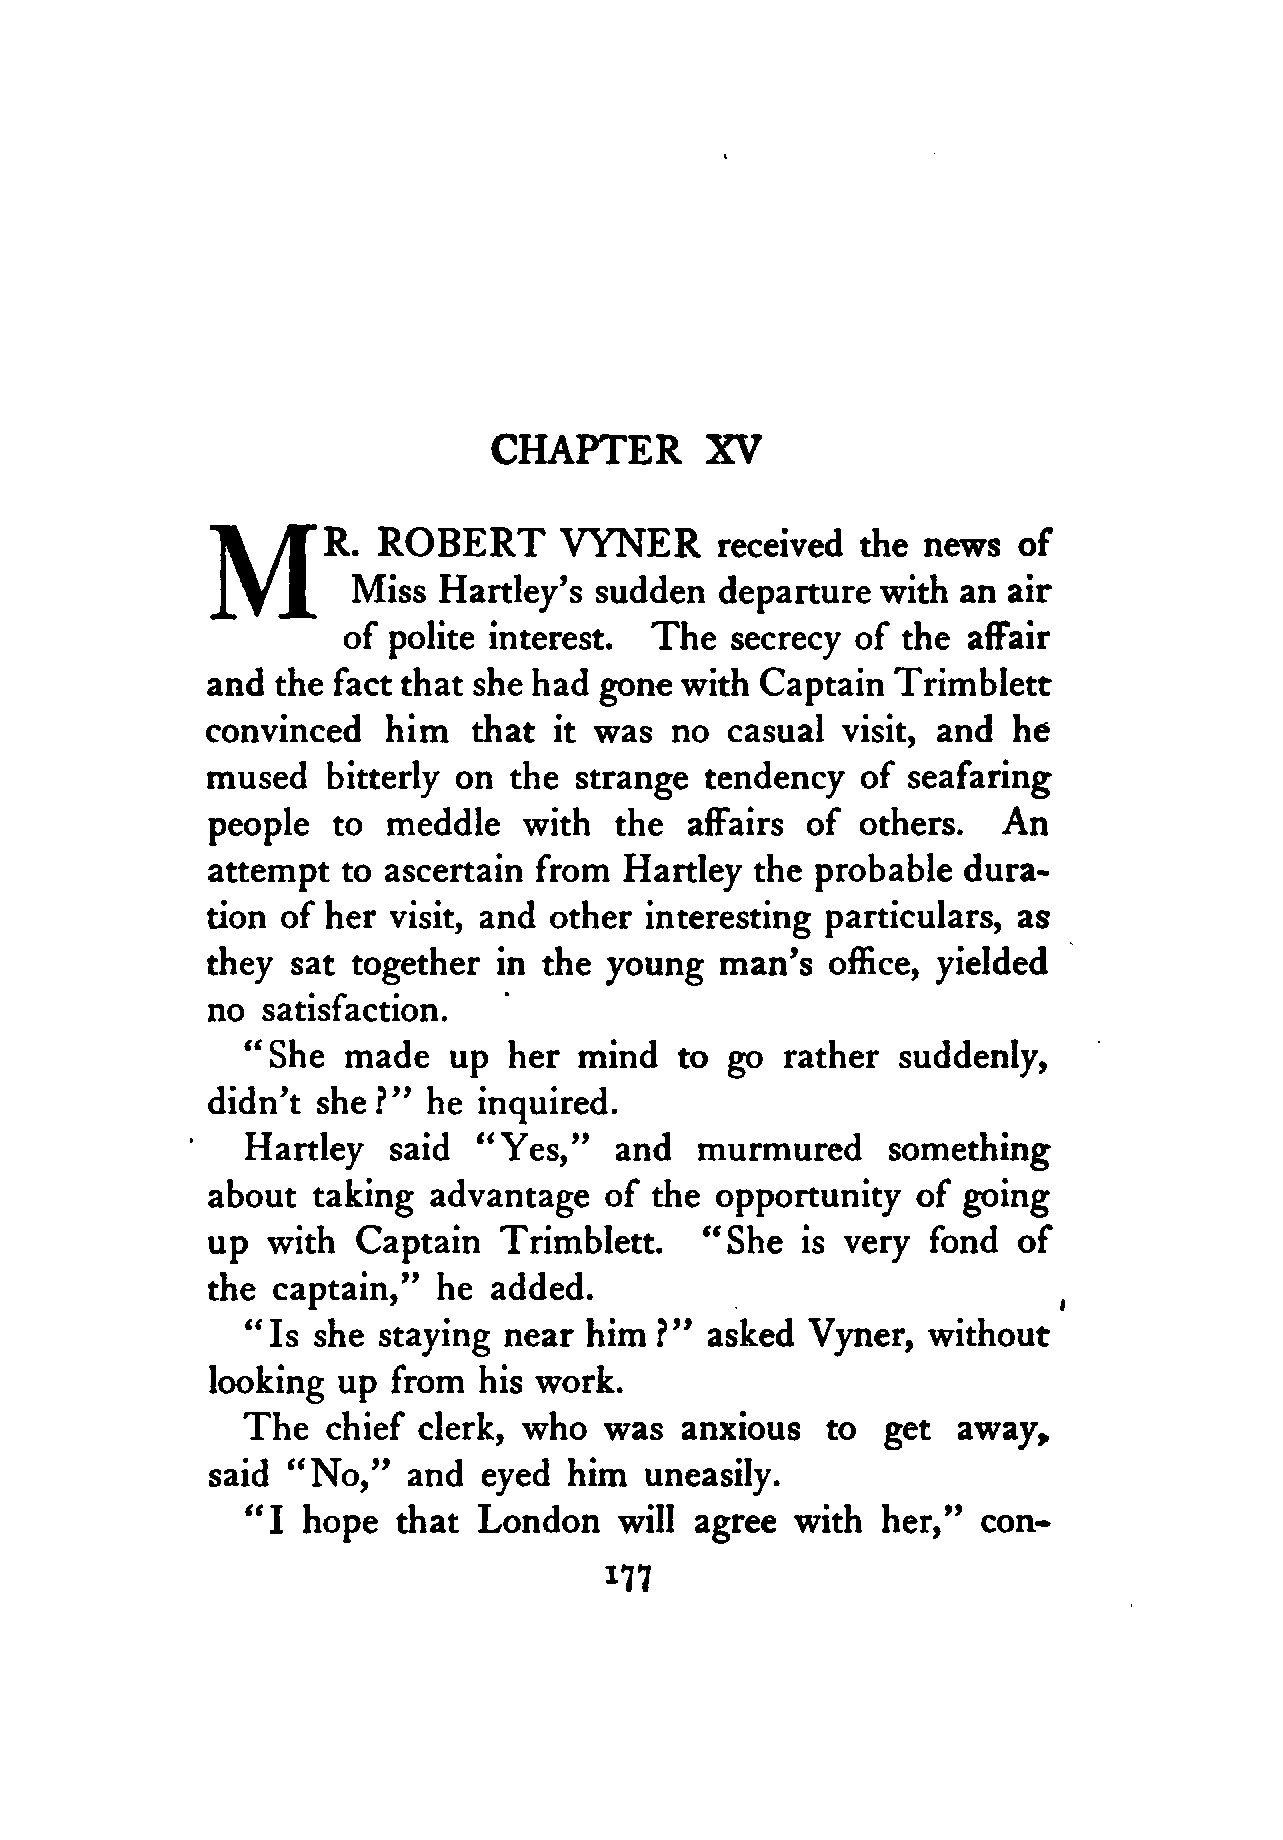 CHAPTER XV
MR. ROBERT VYNER received the news of
Miss Hartley's sudden departure with an air
of polite interest. The secrecy of the affair
and the fact that she had gone with Captain Trimblett
convinced him that it was no casual visit, and he
mused bitterly on the strange tendency of seafaring
people to meddle with the affairs of others. An
attempt to ascertain from Hartley the probable dura-
tion of her visit, and other interesting particulars, as
they sat together in the young man's office, yielded
no satisfaction.
"She made up her mind to go rather suddenly,
didn't she?" he inquired.
Hartley said "Yes," and murmured something
about taking advantage of the opportunity of going
up with Captain Trimblett. "She is very fond of
the captain," he added.
"Is she staying near him?" asked Vyner, without
looking up from his work.
The chief clerk, who was anxious to get away,
said "No," and eyed him uneasily.
"I hope that London will agree with her," con-
177